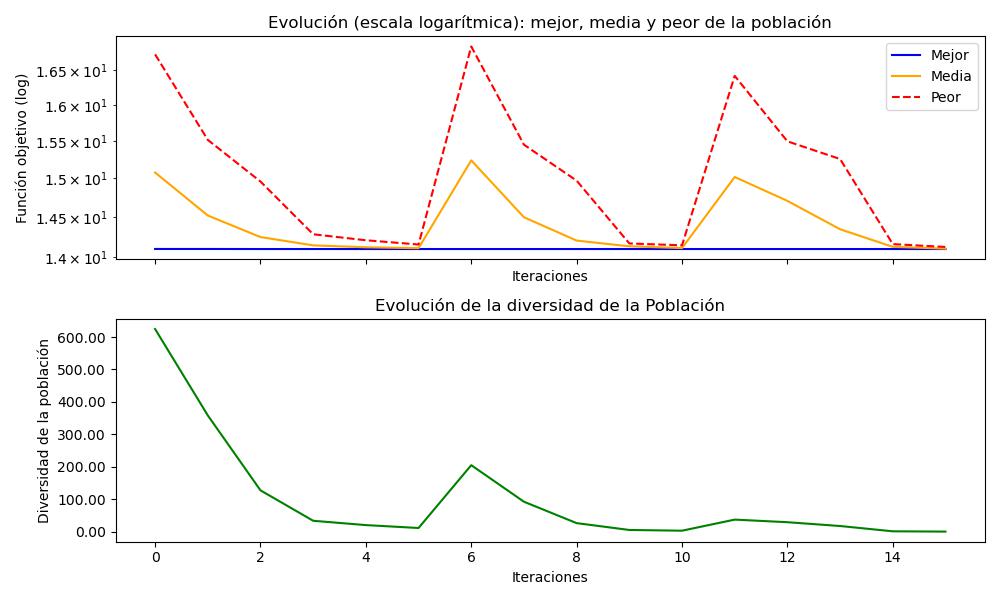 Evolución (escala logarítmica): mejor, media y peor de la población
Función objetivo (log)
1.65 × 10¹
1.6 × 10¹
1.55 × 10¹
1.5 × 10¹
1.45 × 10¹
1.4 × 10¹
Mejor
Media
Peor
Iteraciones
Evolución de la diversidad de la Población
Diversidad de la población
600.00
500.00
400.00
300.00
200.00
100.00
0.00
0 2 4 6 8 10 12 14
Iteraciones